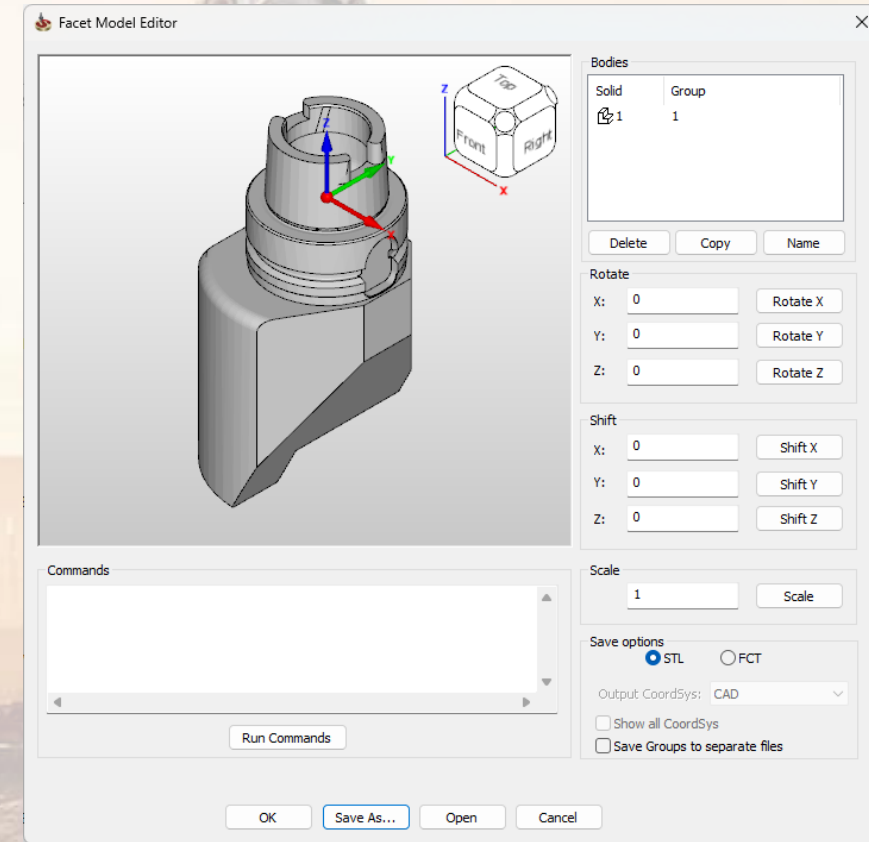 Facet Model Editor
Z
Y
X
Z
X
Top
Front
Right
Bodies
Solid Group
1 1
Delete Copy Name
Rotate
X: 0 Rotate X
Y: 0 Rotate Y
Z: 0 Rotate Z
Shift
X: 0 Shift X
Y: 0 Shift Y
Z: 0 Shift Z
Commands
Run Commands
Scale
1 Scale
Save options
STL FCT
Output CoordSys: CAD
Show all CoordSys
Save Groups to separate files
OK Save As... Open Cancel